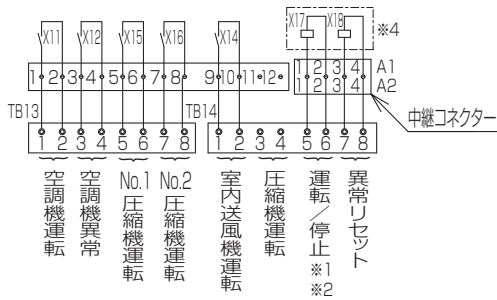 X11 X12 X15 X16 X14 X17 X18 ※4
1 2 3 4 5 6 7 8 9 10 11 12 1 2 3 4 A1
1 2 3 4 A2
中継コネクター
TB13 TB14
1 2 3 4 5 6 7 8 1 2 3 4 5 6 7 8
空調機運転
空調機異常
No.1
圧縮機運転
No.2
圧縮機運転
室内送風機運転
圧縮機運転
運転/停止
※1
※2
異常リセット